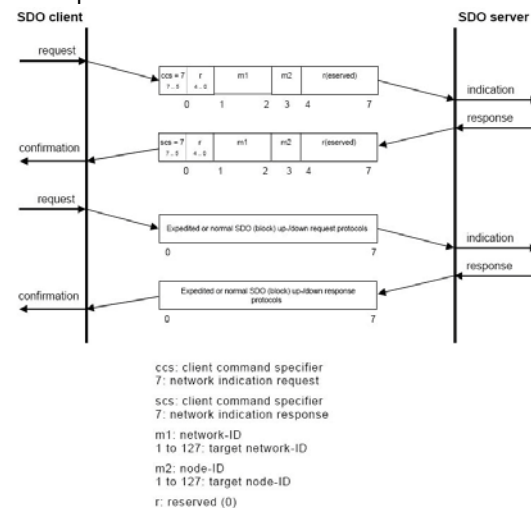 SDO client
SDO server
request
ccs = 7
7..5
r
4..0
m1
m2
r(eserved)
0 1 2 3 4 7
indication
response
scs = 7
7..5
r
4..0
m1
m2
r(eserved)
confirmation
0 1 2 3 4 7
request
Expedited or normal SDO (block) up-/down request protocols
0 7
indication
response
Expedited or normal SDO (block) up-/down response
protocols
confirmation
0 7
ccs: client command specifier
7: network indication request
scs: client command specifier
7: network indication response
m1: network-ID
1 to 127: target network-ID
m2: node-ID
1 to 127: target node-ID
r: reserved (0)